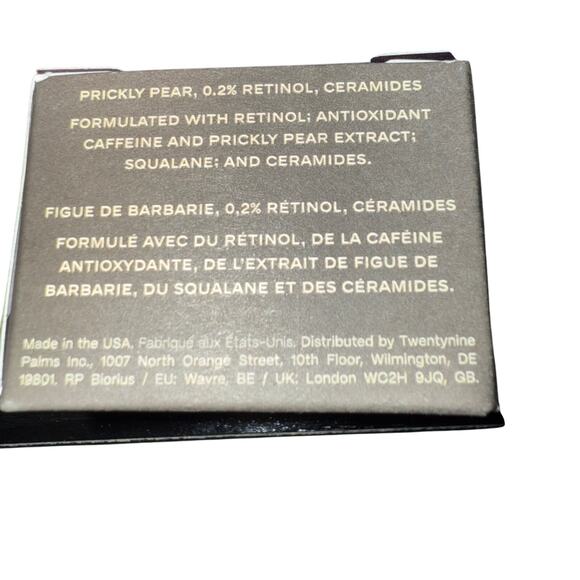 PRICKLY PEAR, 0.2% RETINOL, CERAMIDES
FORMULATED WITH RETINOL; ANTIOXIDANT
CAFFEINE AND PRICKLY PEAR EXTRACT;
SQUALANE; AND CERAMIDES.
FIGUE DE BARBARIE, 0,2% RÉTINOL, CÉRAMIDES
FORMULÉ AVEC DU RÉTINOL, DE LA CAFÉINE
ANTIOXYDANTE, DE L'EXTRAIT DE FIGUE DE
BARBARIE, DU SQUALANE ET DES CÉRAMIDES.
Made in the USA. Fabriqué aux États-Unis. Distributed by Twentynine
Palms Inc., 1007 North Orange Street, 10th Floor, Wilmington, DE
19801. RP Biorius / EU: Wavre, BE / UK: London WC2H 9JQ, GB.